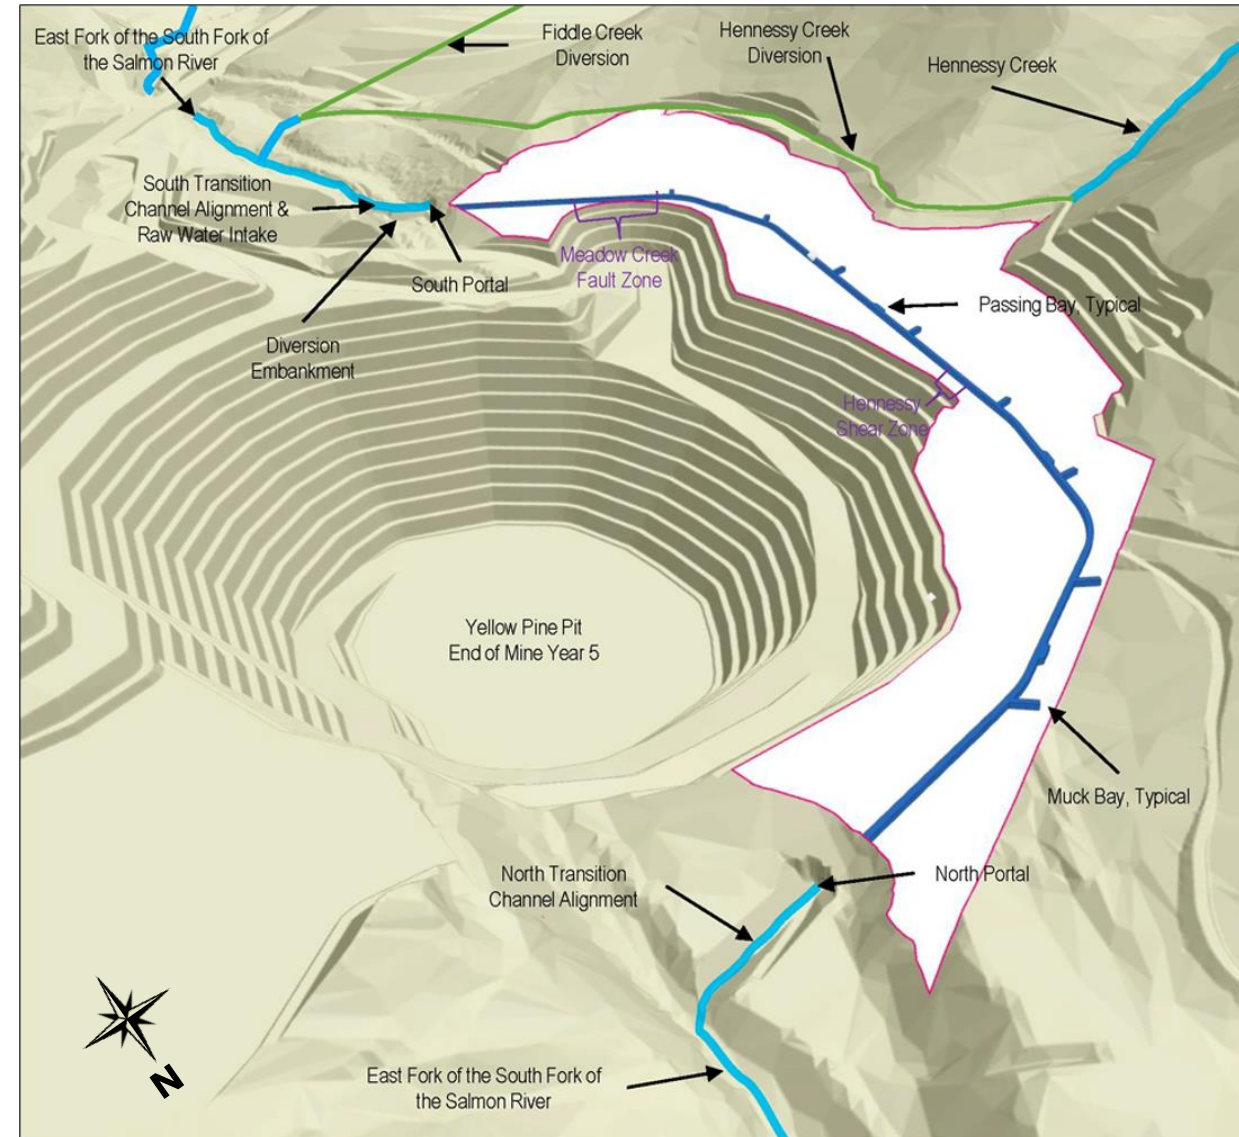 East Fork of the South Fork of
the Salmon River
Fiddle Creek
Diversion
Hennessy Creek
Diversion
Hennessy Creek
South Transition
Channel Alignment &
Raw Water Intake
Meadow Creek
Fault Zone
South Portal
Passing Bay, Typical
Diversion
Embankment
Hennessy
Shear Zone
Yellow Pine Pit
End of Mine Year 5
Muck Bay, Typical
North Transition
Channel Alignment
North Portal
N
East Fork of the South Fork of
the Salmon River